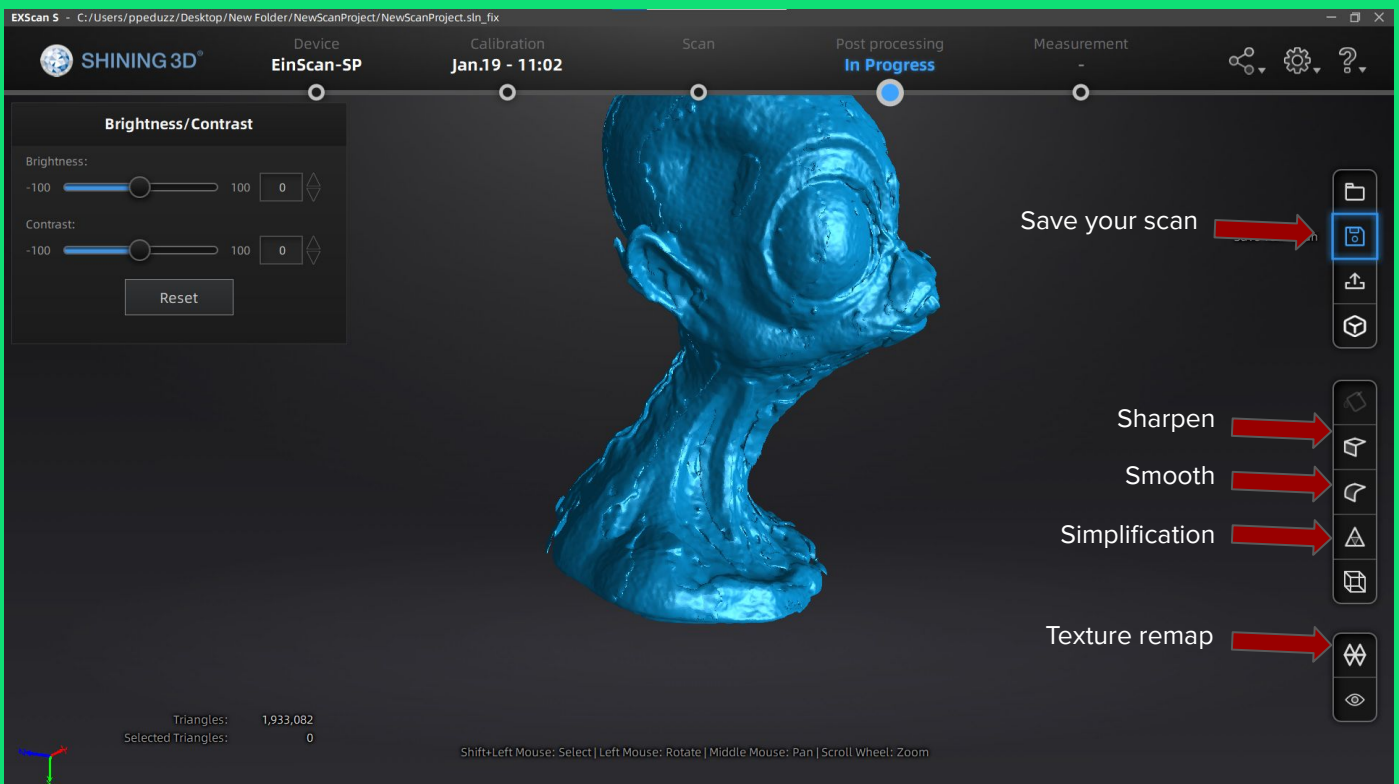 EXScan S - C:/Users/ppeduzz/Desktop/New Folder/NewScanProject/NewScanProject.sln_fix
SHINING 3D®
Device
EinScan-SP
Calibration
Jan.19 - 11:02
Scan
Post processing
In Progress
Measurement
-
Brightness/Contrast
Brightness:
-100 100 0
Contrast:
-100 100 0
Reset
Save your scan
Sharpen
Smooth
Simplification
Texture remap
Triangles: 1,933,082
Selected Triangles: 0
Shift+Left Mouse: Select | Left Mouse: Rotate | Middle Mouse: Pan | Scroll Wheel: Zoom